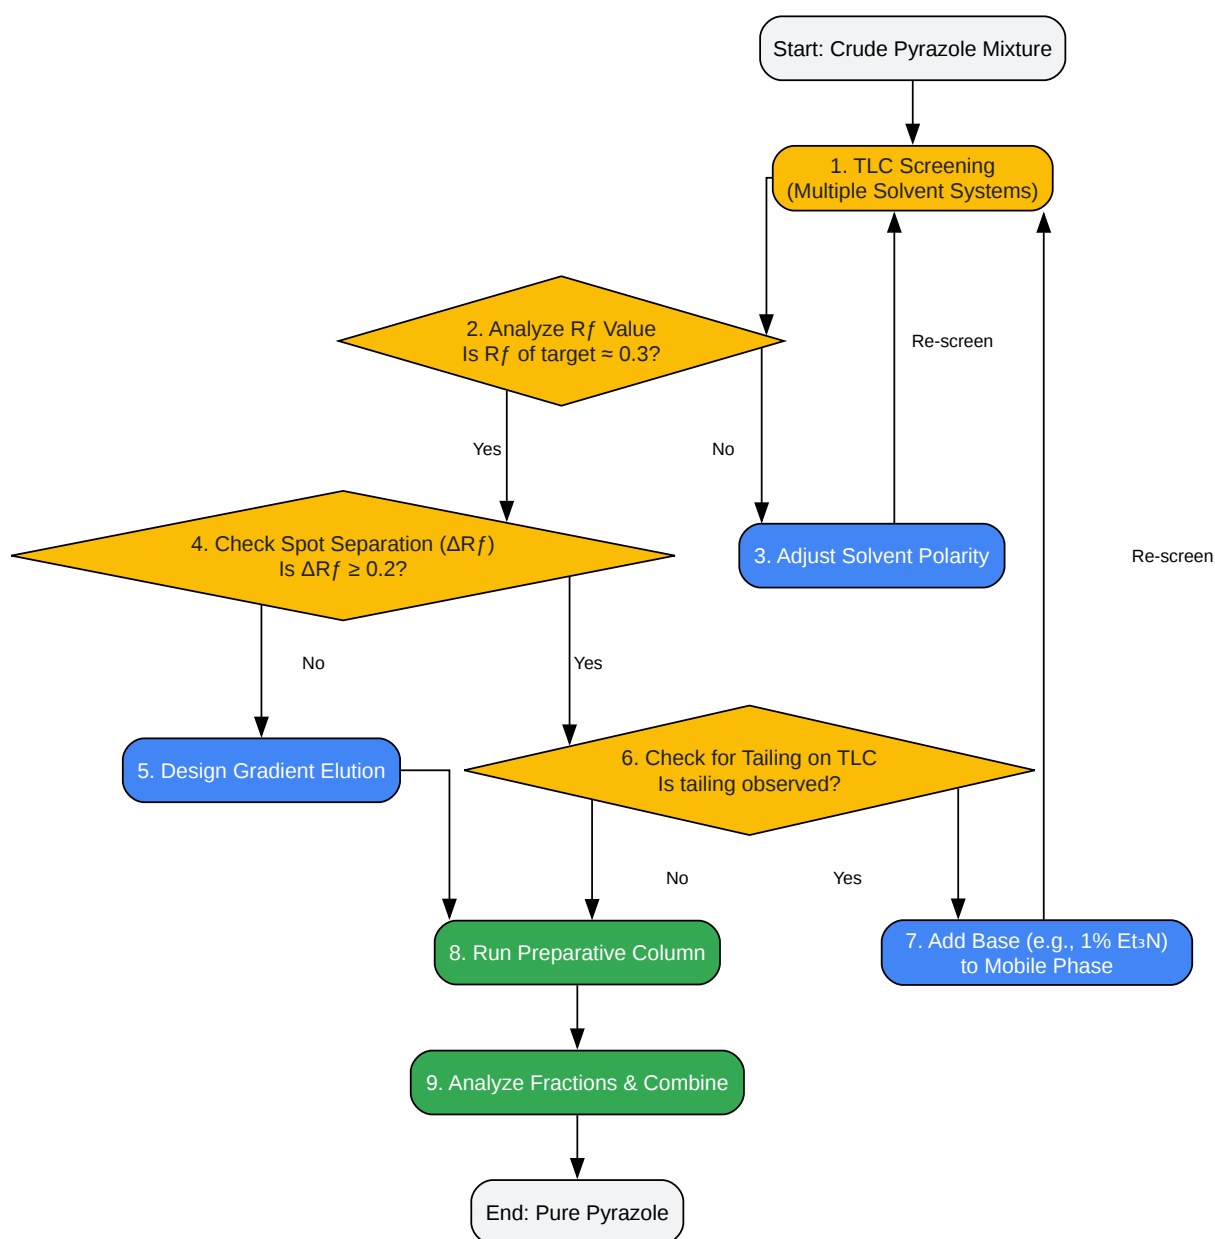 Start: Crude Pyrazole Mixture
1. TLC Screening
(Multiple Solvent Systems)
2. Analyze Rƒ Value
Is Rƒ of target ≈ 0.3?
Re-screen
Yes
No
4. Check Spot Separation (ΔRƒ)
Is ΔRƒ ≥ 0.2?
3. Adjust Solvent Polarity
Re-screen
No
Yes
5. Design Gradient Elution
6. Check for Tailing on TLC
Is tailing observed?
No
Yes
8. Run Preparative Column
7. Add Base (e.g., 1% Et₃N)
to Mobile Phase
9. Analyze Fractions & Combine
End: Pure Pyrazole